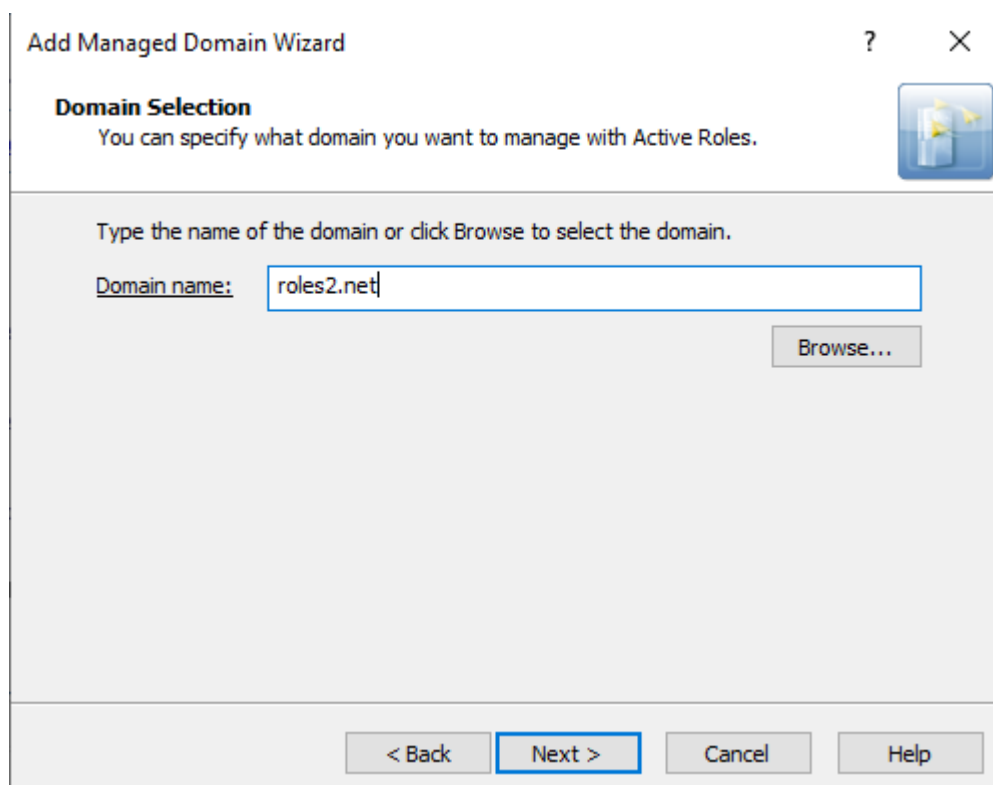 Add Managed Domain Wizard ? ×
Domain Selection
You can specify what domain you want to manage with Active Roles.
Type the name of the domain or click Browse to select the domain.
Domain name: roles2.net
Browse...
< Back Next > Cancel Help